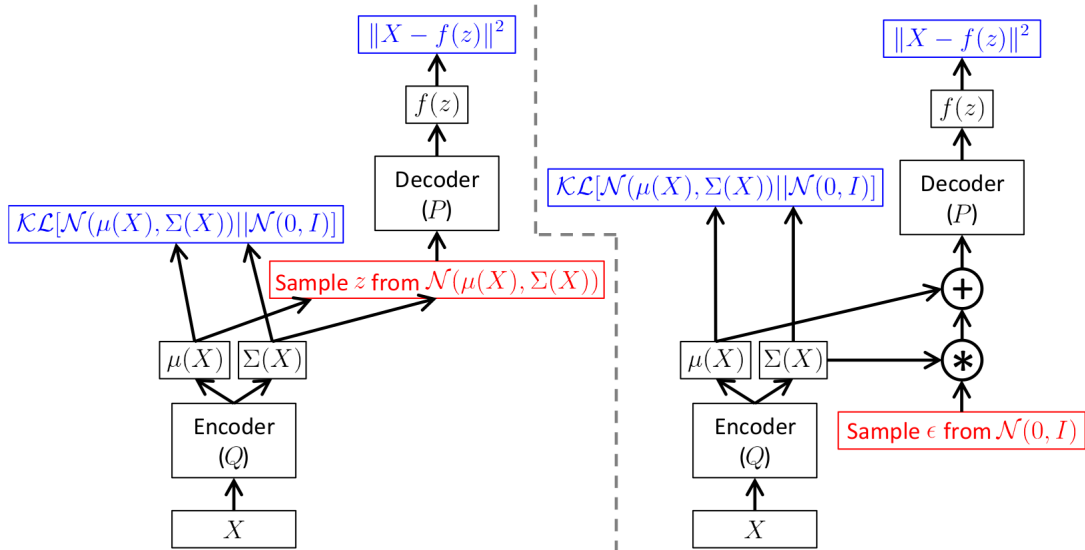 ‖X − f(z)‖²
f(z)
Decoder
(P)
𝒦ℒ[𝒩(μ(X), Σ(X))||𝒩(0, I)]
Sample z from 𝒩(μ(X), Σ(X))
μ(X)
Σ(X)
Encoder
(Q)
X
‖X − f(z)‖²
f(z)
Decoder
(P)
𝒦ℒ[𝒩(μ(X), Σ(X))||𝒩(0, I)]
+
μ(X)
Σ(X)
*
Encoder
(Q)
Sample ϵ from 𝒩(0, I)
X